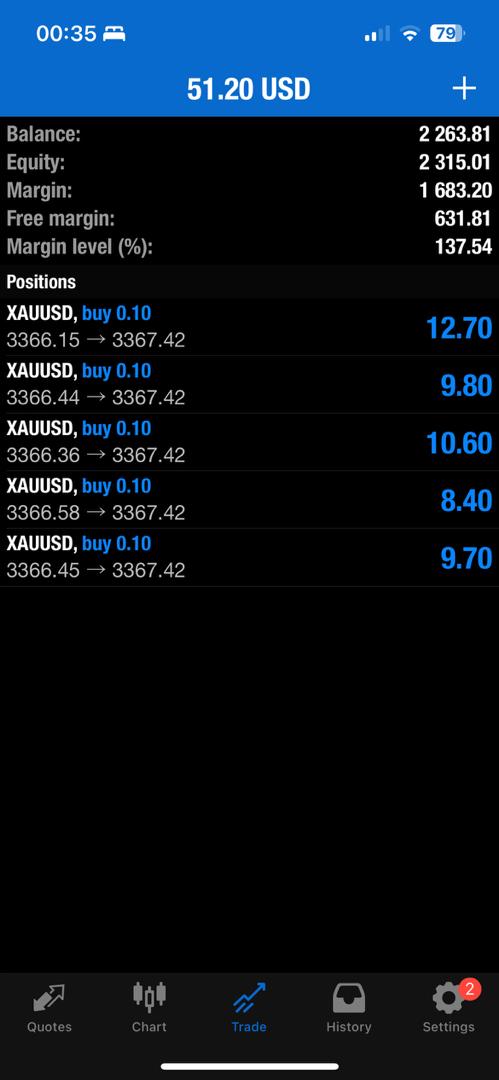 00:35
79
51.20 USD
Balance: 2 263.81
Equity: 2 315.01
Margin: 1 683.20
Free margin: 631.81
Margin level (%): 137.54
Positions
XAUUSD, buy 0.10
3366.15 → 3367.42
12.70
XAUUSD, buy 0.10
3366.44 → 3367.42
9.80
XAUUSD, buy 0.10
3366.36 → 3367.42
10.60
XAUUSD, buy 0.10
3366.58 → 3367.42
8.40
XAUUSD, buy 0.10
3366.45 → 3367.42
9.70
2
Quotes Chart Trade History Settings